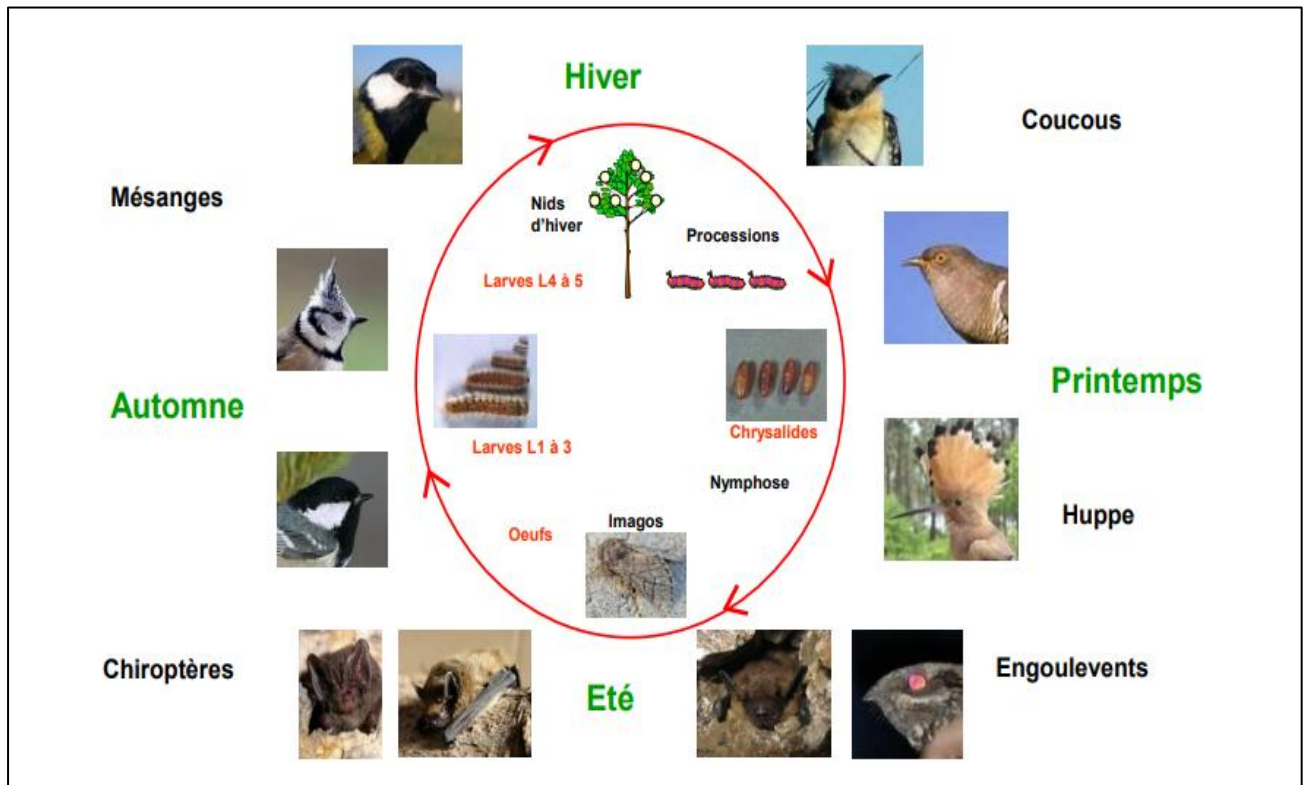 Hiver
Coucous
Mésanges
Nids
d'hiver
Processions
Larves L4 à 5
Automne
Printemps
Larves L1 à 3
Chrysalides
Nymphose
Huppe
Oeufs
Imagos
Chiroptères
Eté
Engoulevents